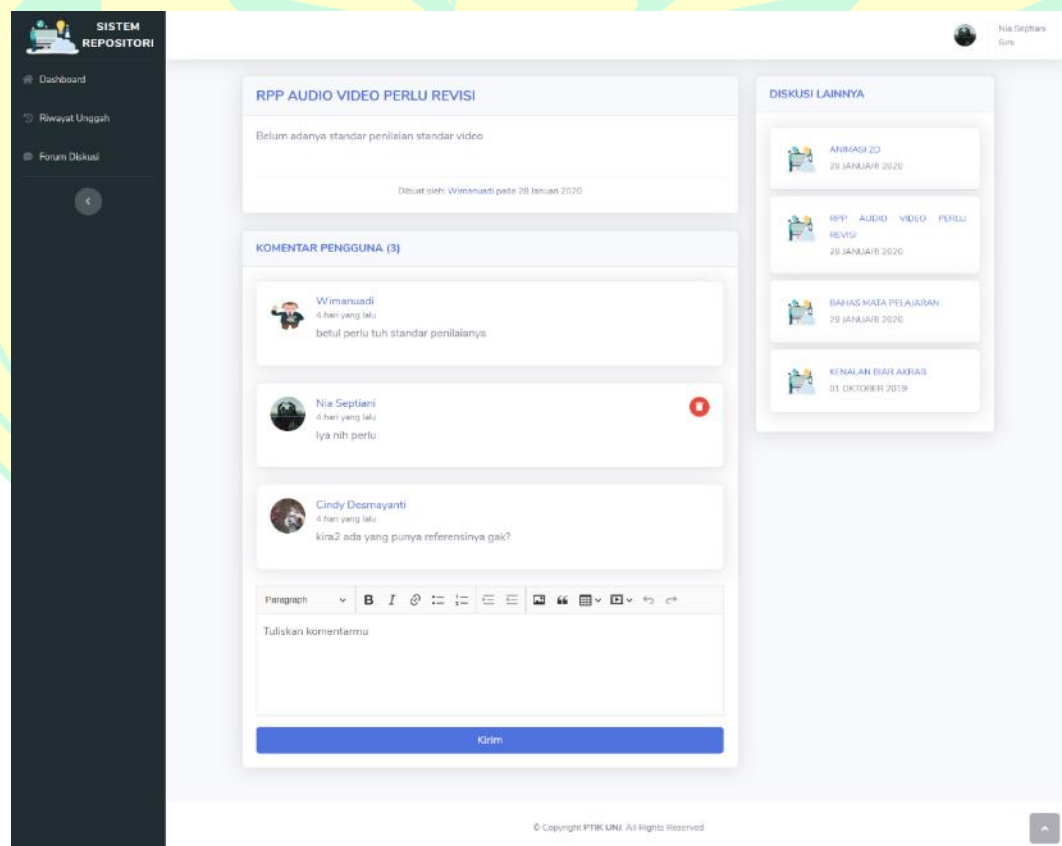 SISTEM
REPOSITORI
Nia Septiani
Guru
Dashboard
Riwayat Unggah
Forum Diskusi
RPP AUDIO VIDEO PERLU REVISI
Belum adanya standar penilaian standar video
Dibuat oleh: Wimanuadi pada 28 Januari 2020
KOMENTAR PENGGUNA (3)
Wimanuadi
4 hari yang lalu
betul perlu tuh standar penilaianya
Nia Septiani
4 hari yang lalu
Iya nih perlu
Cindy Desmayanti
4 hari yang lalu
kira2 ada yang punya referensinya gak?
Paragraph
Tuliskan komentarmu
Kirim
DISKUSI LAINNYA
ANIMASI 2D
28 JANUARI 2020
RPP AUDIO VIDEO PERLU
REVISI
28 JANUARI 2020
BAHAS MATA PELAJARAN
29 JANUARI 2020
KENALAN BIAR AKRAB
01 OKTOBER 2019
© Copyright PTIK UNJ. All Rights Reserved